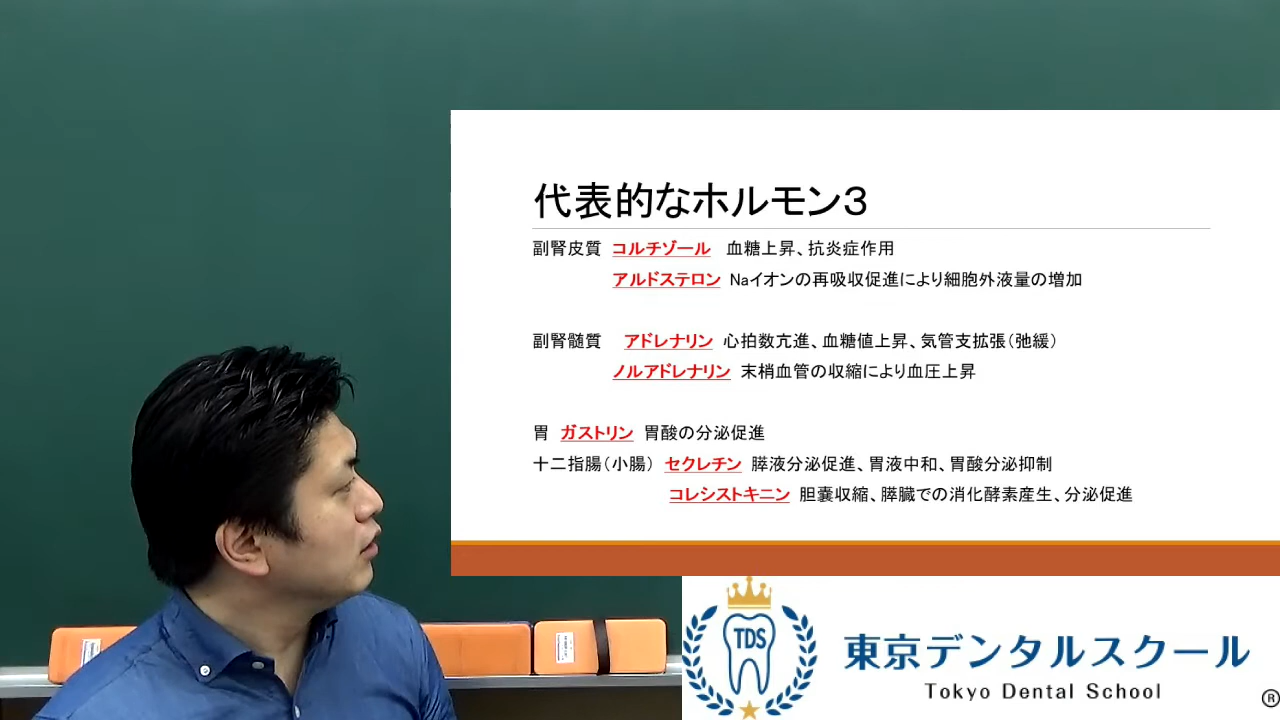 代表的なホルモン３
副腎皮質 コルチゾール 血糖上昇、抗炎症作用
アルドステロン Naイオンの再吸収促進により細胞外液量の増加
副腎髄質 アドレナリン 心拍数亢進、血糖値上昇、気管支拡張（弛緩）
ノルアドレナリン 末梢血管の収縮により血圧上昇
胃 ガストリン 胃酸の分泌促進
十二指腸（小腸） セクレチン 膵液分泌促進、胃液中和、胃酸分泌抑制
コレシストキニン 胆嚢収縮、膵臓での消化酵素産生、分泌促進
TDS
東京デンタルスクール
Tokyo Dental School
®